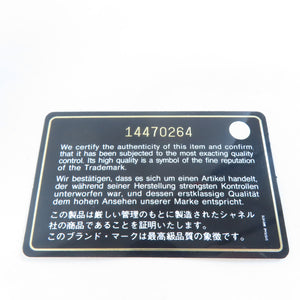 14470264
We certify the authenticity of this item and confirm,
that it has been subjected to the most exacting quality
control. Its high quality is a symbol of the fine reputation
of the Trademark.
Wir bestätigen, dass es sich um einen Artikel handelt,
der während seiner Herstellung strengsten Kontrollen
unterworfen war, und dessen erstklassige Qualität
dem hohen Ansehen unserer Marke entspricht.
この製品は厳しい管理のもとに製造されたシャネル
社の商品であることを証明いたします。
このブランド・マークは最高級品質の象徴です。